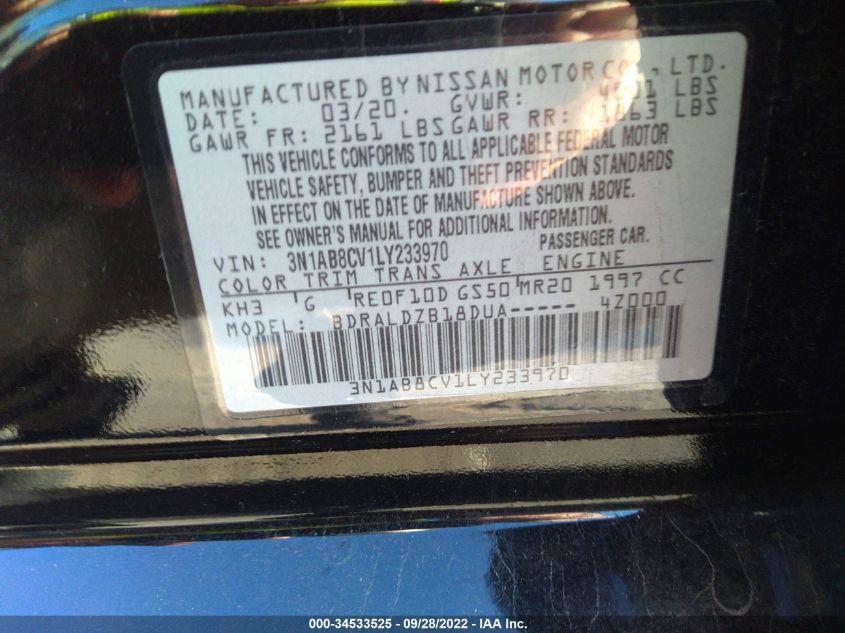 MANUFACTURED BY NISSAN MOTOR CO., LTD.
DATE: 03/20. GVWR: LBS
GAWR FR: 2161 LBS GAWR RR: LBS
THIS VEHICLE CONFORMS TO ALL APPLICABLE FEDERAL MOTOR
VEHICLE SAFETY, BUMPER AND THEFT PREVENTION STANDARDS
IN EFFECT ON THE DATE OF MANUFACTURE SHOWN ABOVE.
SEE OWNER'S MANUAL FOR ADDITIONAL INFORMATION.
VIN: 3N1AB8CV1LY233970 PASSENGER CAR.
COLOR TRIM TRANS AXLE ENGINE
KH3 G RE0F10D GS50 MR20 1997 CC
MODEL: BDRALDZB18DUA----- 4Z000
3N1AB8CV1LY233970
000-34533525 - 09/28/2022 - IAA Inc.